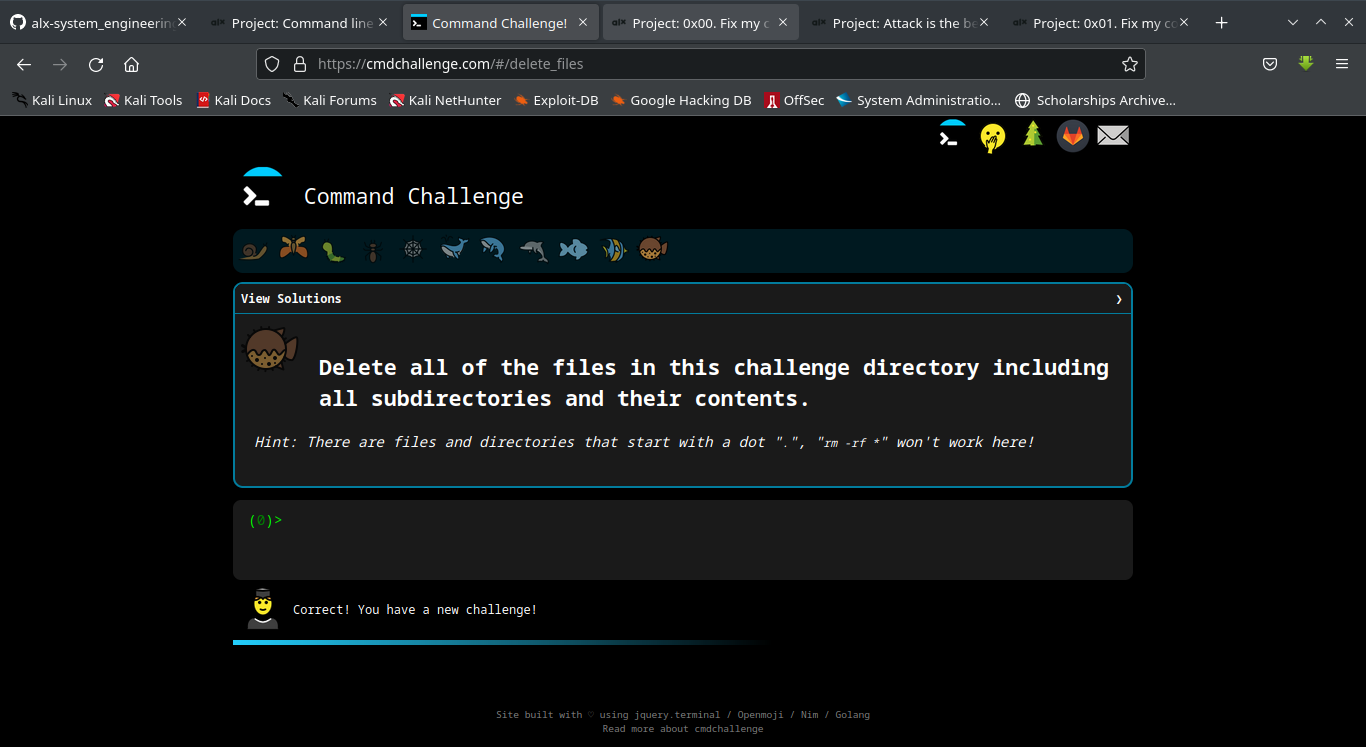 alx-system_engineerin
Project: Command line
Command Challenge!
Project: 0x00. Fix my c
Project: Attack is the be
Project: 0x01. Fix my co
https://cmdchallenge.com/#/delete_files
Kali Linux
Kali Tools
Kali Docs
Kali Forums
Kali NetHunter
Exploit-DB
Google Hacking DB
OffSec
System Administratio...
Scholarships Archive...
Command Challenge
View Solutions
Delete all of the files in this challenge directory including
all subdirectories and their contents.
Hint: There are files and directories that start with a dot ".", "rm -rf *" won't work here!
(0)>
Correct! You have a new challenge!
Site built with ♡ using jquery.terminal / Openmoji / Nim / Golang
Read more about cmdchallenge